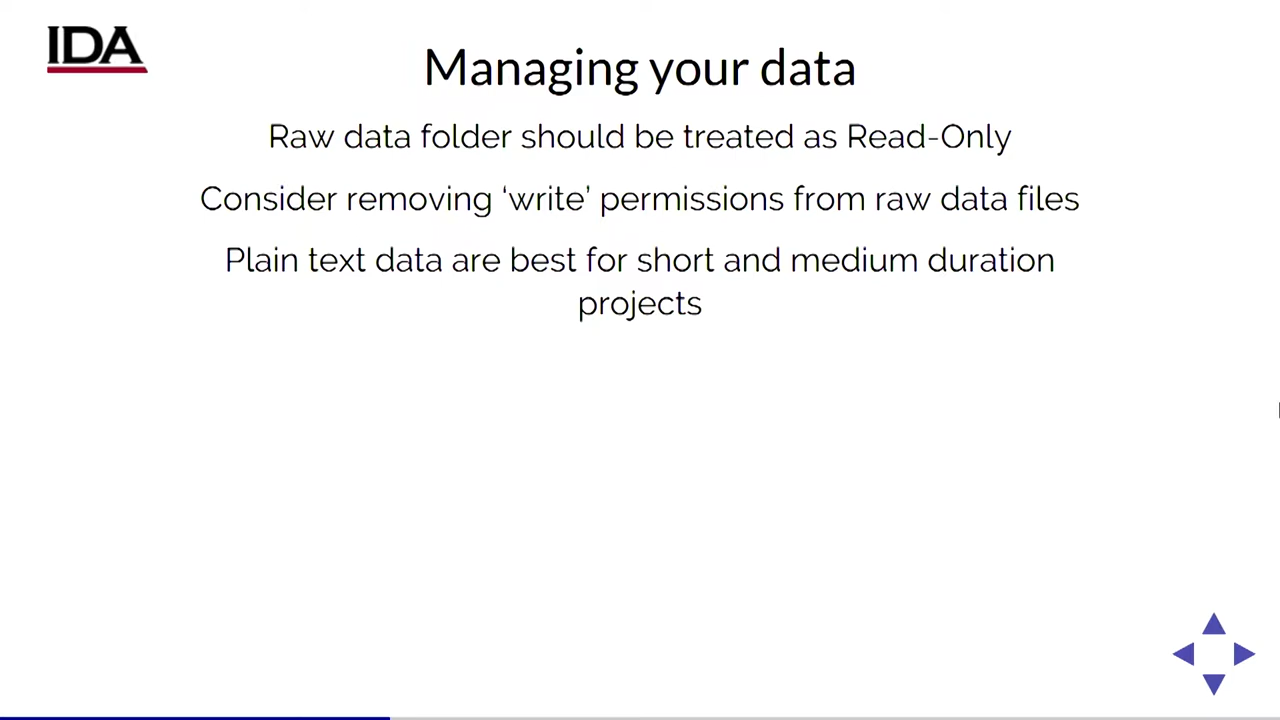 IDA
Managing your data
Raw data folder should be treated as Read-Only
Consider removing ‘write’ permissions from raw data files
Plain text data are best for short and medium duration
projects